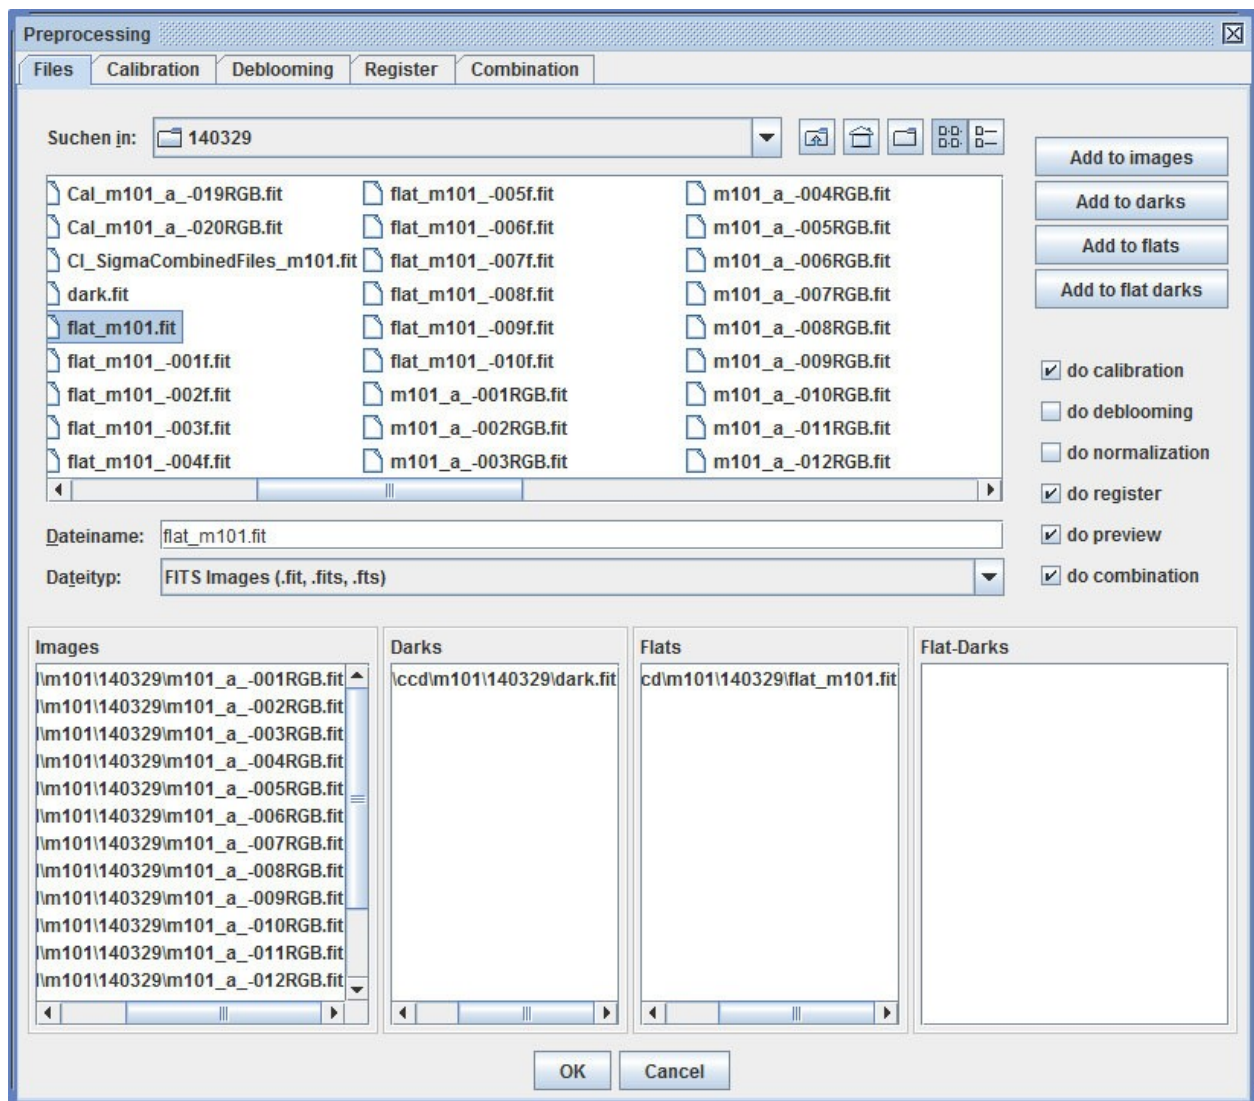 Preprocessing
Files Calibration Deblooming Register Combination
Suchen in: 140329
Cal_m101_a_-019RGB.fit flat_m101_-005f.fit m101_a_-004RGB.fit
Cal_m101_a_-020RGB.fit flat_m101_-006f.fit m101_a_-005RGB.fit
CI_SigmaCombinedFiles_m101.fit flat_m101_-007f.fit m101_a_-006RGB.fit
dark.fit flat_m101_-008f.fit m101_a_-007RGB.fit
flat_m101.fit flat_m101_-009f.fit m101_a_-008RGB.fit
flat_m101_-001f.fit flat_m101_-010f.fit m101_a_-009RGB.fit
flat_m101_-002f.fit m101_a_-001RGB.fit m101_a_-010RGB.fit
flat_m101_-003f.fit m101_a_-002RGB.fit m101_a_-011RGB.fit
flat_m101_-004f.fit m101_a_-003RGB.fit m101_a_-012RGB.fit
Dateiname: flat_m101.fit
Dateityp: FITS Images (.fit, .fits, .fts)
Add to images
Add to darks
Add to flats
Add to flat darks
do calibration
do deblooming
do normalization
do register
do preview
do combination
Images
l\m101\140329\m101_a_-001RGB.fit
l\m101\140329\m101_a_-002RGB.fit
l\m101\140329\m101_a_-003RGB.fit
l\m101\140329\m101_a_-004RGB.fit
l\m101\140329\m101_a_-005RGB.fit
l\m101\140329\m101_a_-006RGB.fit
l\m101\140329\m101_a_-007RGB.fit
l\m101\140329\m101_a_-008RGB.fit
l\m101\140329\m101_a_-009RGB.fit
l\m101\140329\m101_a_-010RGB.fit
l\m101\140329\m101_a_-011RGB.fit
l\m101\140329\m101_a_-012RGB.fit
Darks
\ccd\m101\140329\dark.fit
Flats
cd\m101\140329\flat_m101.fit
Flat-Darks
OK Cancel